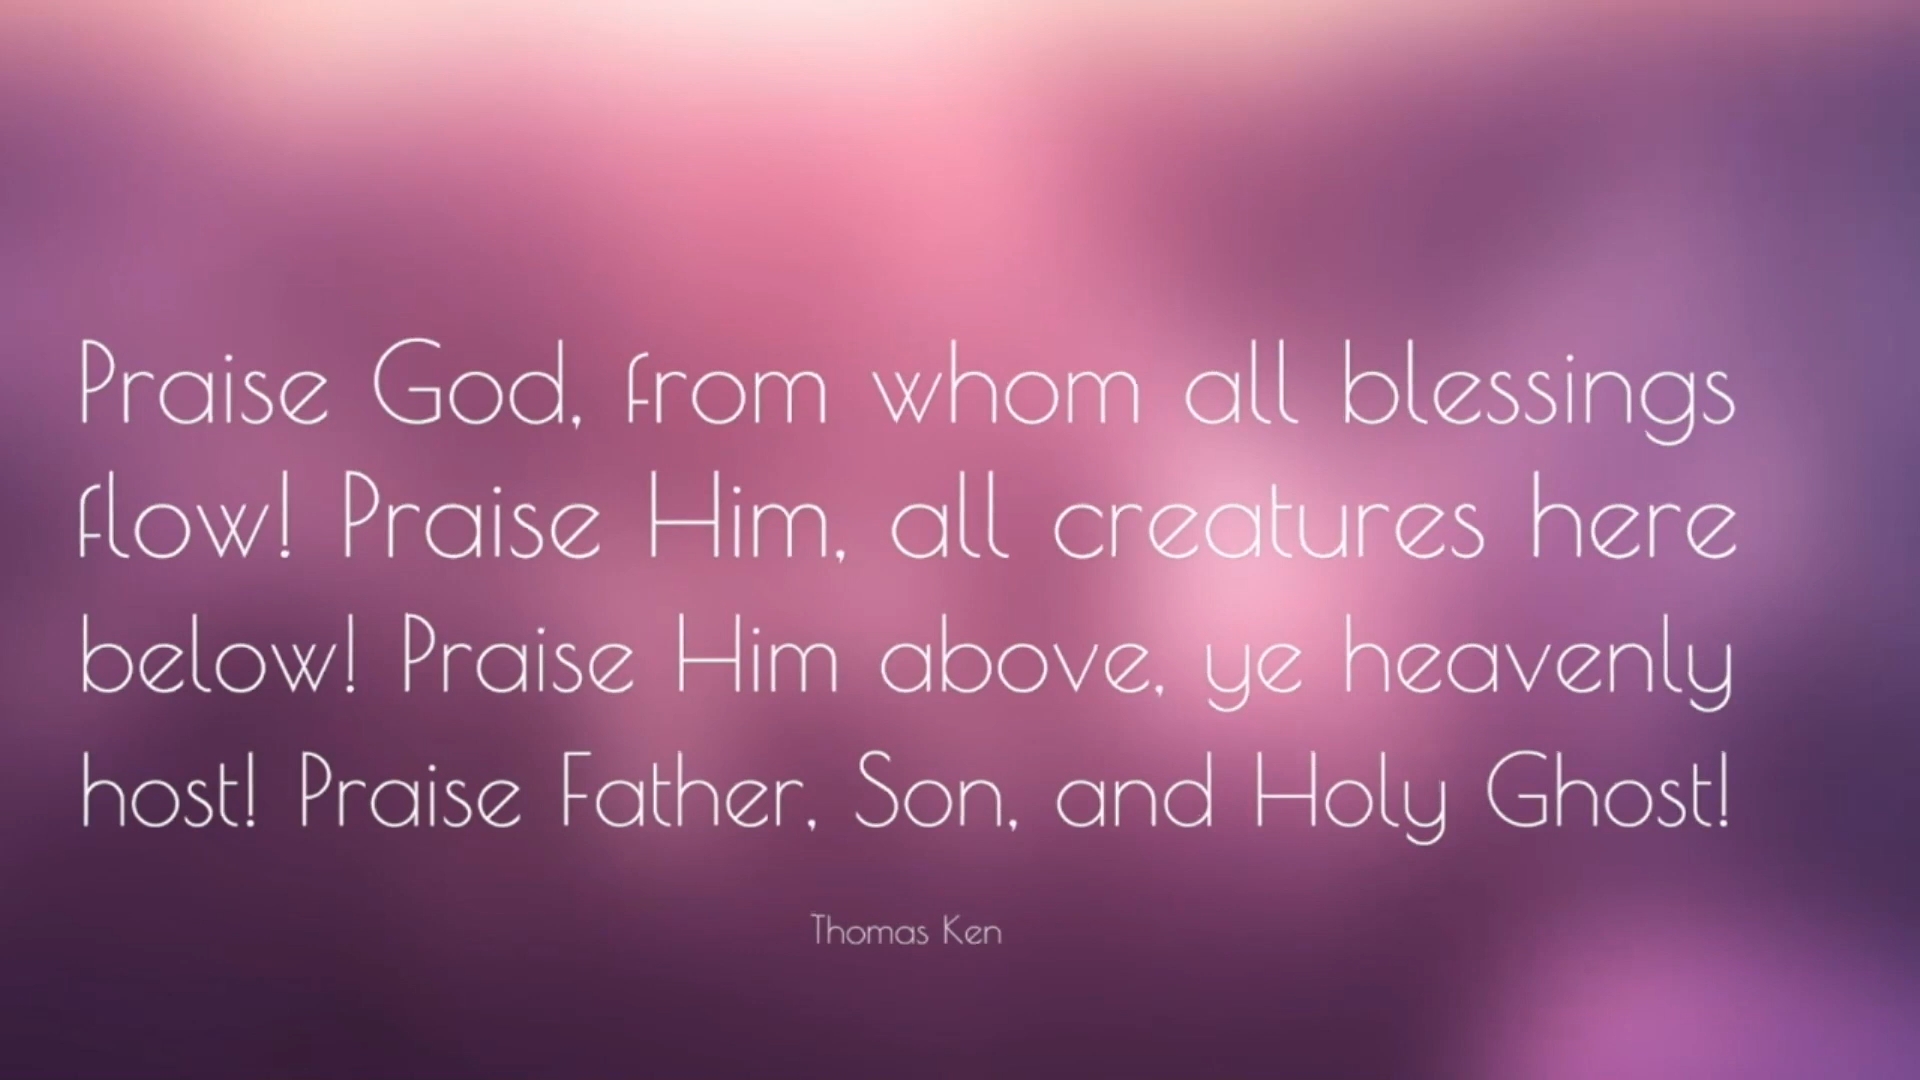 Praise God, from whom all blessings
flow! Praise Him, all creatures here
below! Praise Him above, ye heavenly
host! Praise Father, Son, and Holy Ghost!
Thomas Ken